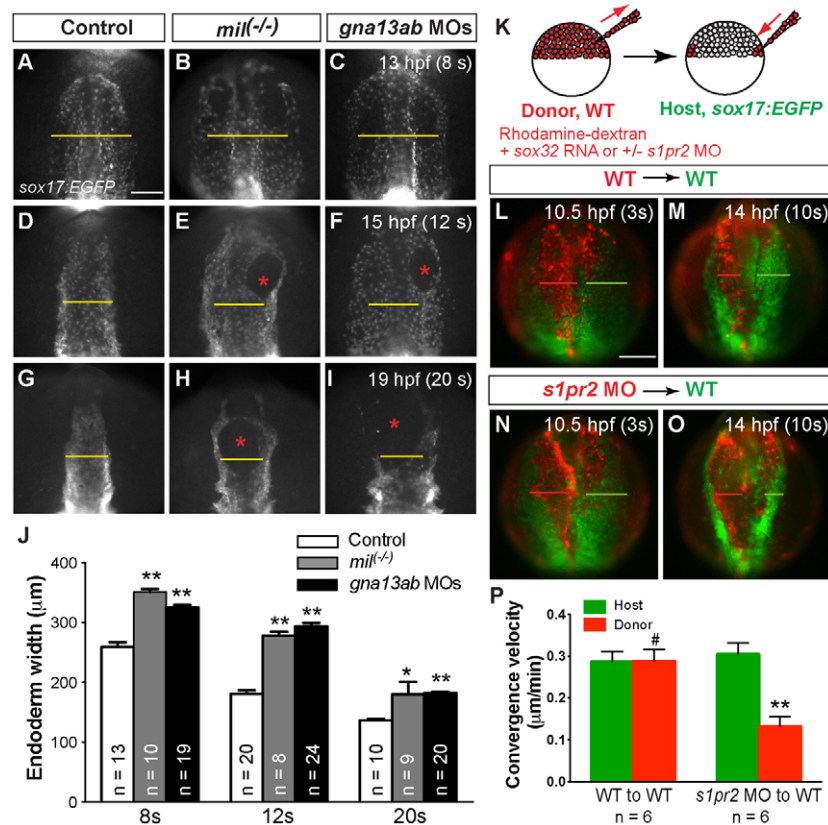 Control
mil(-/-)
gna13ab MOs
A
B
C
13 hpf (8 s)
sox17:EGFP
D
E
F
15 hpf (12 s)
*
*
G
H
I
19 hpf (20 s)
*
*
J
Endoderm width (μm)
400
300
200
100
0
Control
mil(-/-)
gna13ab MOs
**
**
**
**
*
**
n = 13
n = 10
n = 19
n = 20
n = 8
n = 24
n = 10
n = 9
n = 20
8s
12s
20s
K
Donor, WT
Host, sox17:EGFP
Rhodamine-dextran
+ sox32 RNA or +/- s1pr2 MO
WT → WT
L
10.5 hpf (3s)
M
14 hpf (10s)
s1pr2 MO → WT
N
10.5 hpf (3s)
O
14 hpf (10s)
P
Convergence velocity
(μm/min)
0.4
0.3
0.2
0.1
0.0
Host
Donor
#
**
WT to WT
s1pr2 MO to WT
n = 6
n = 6